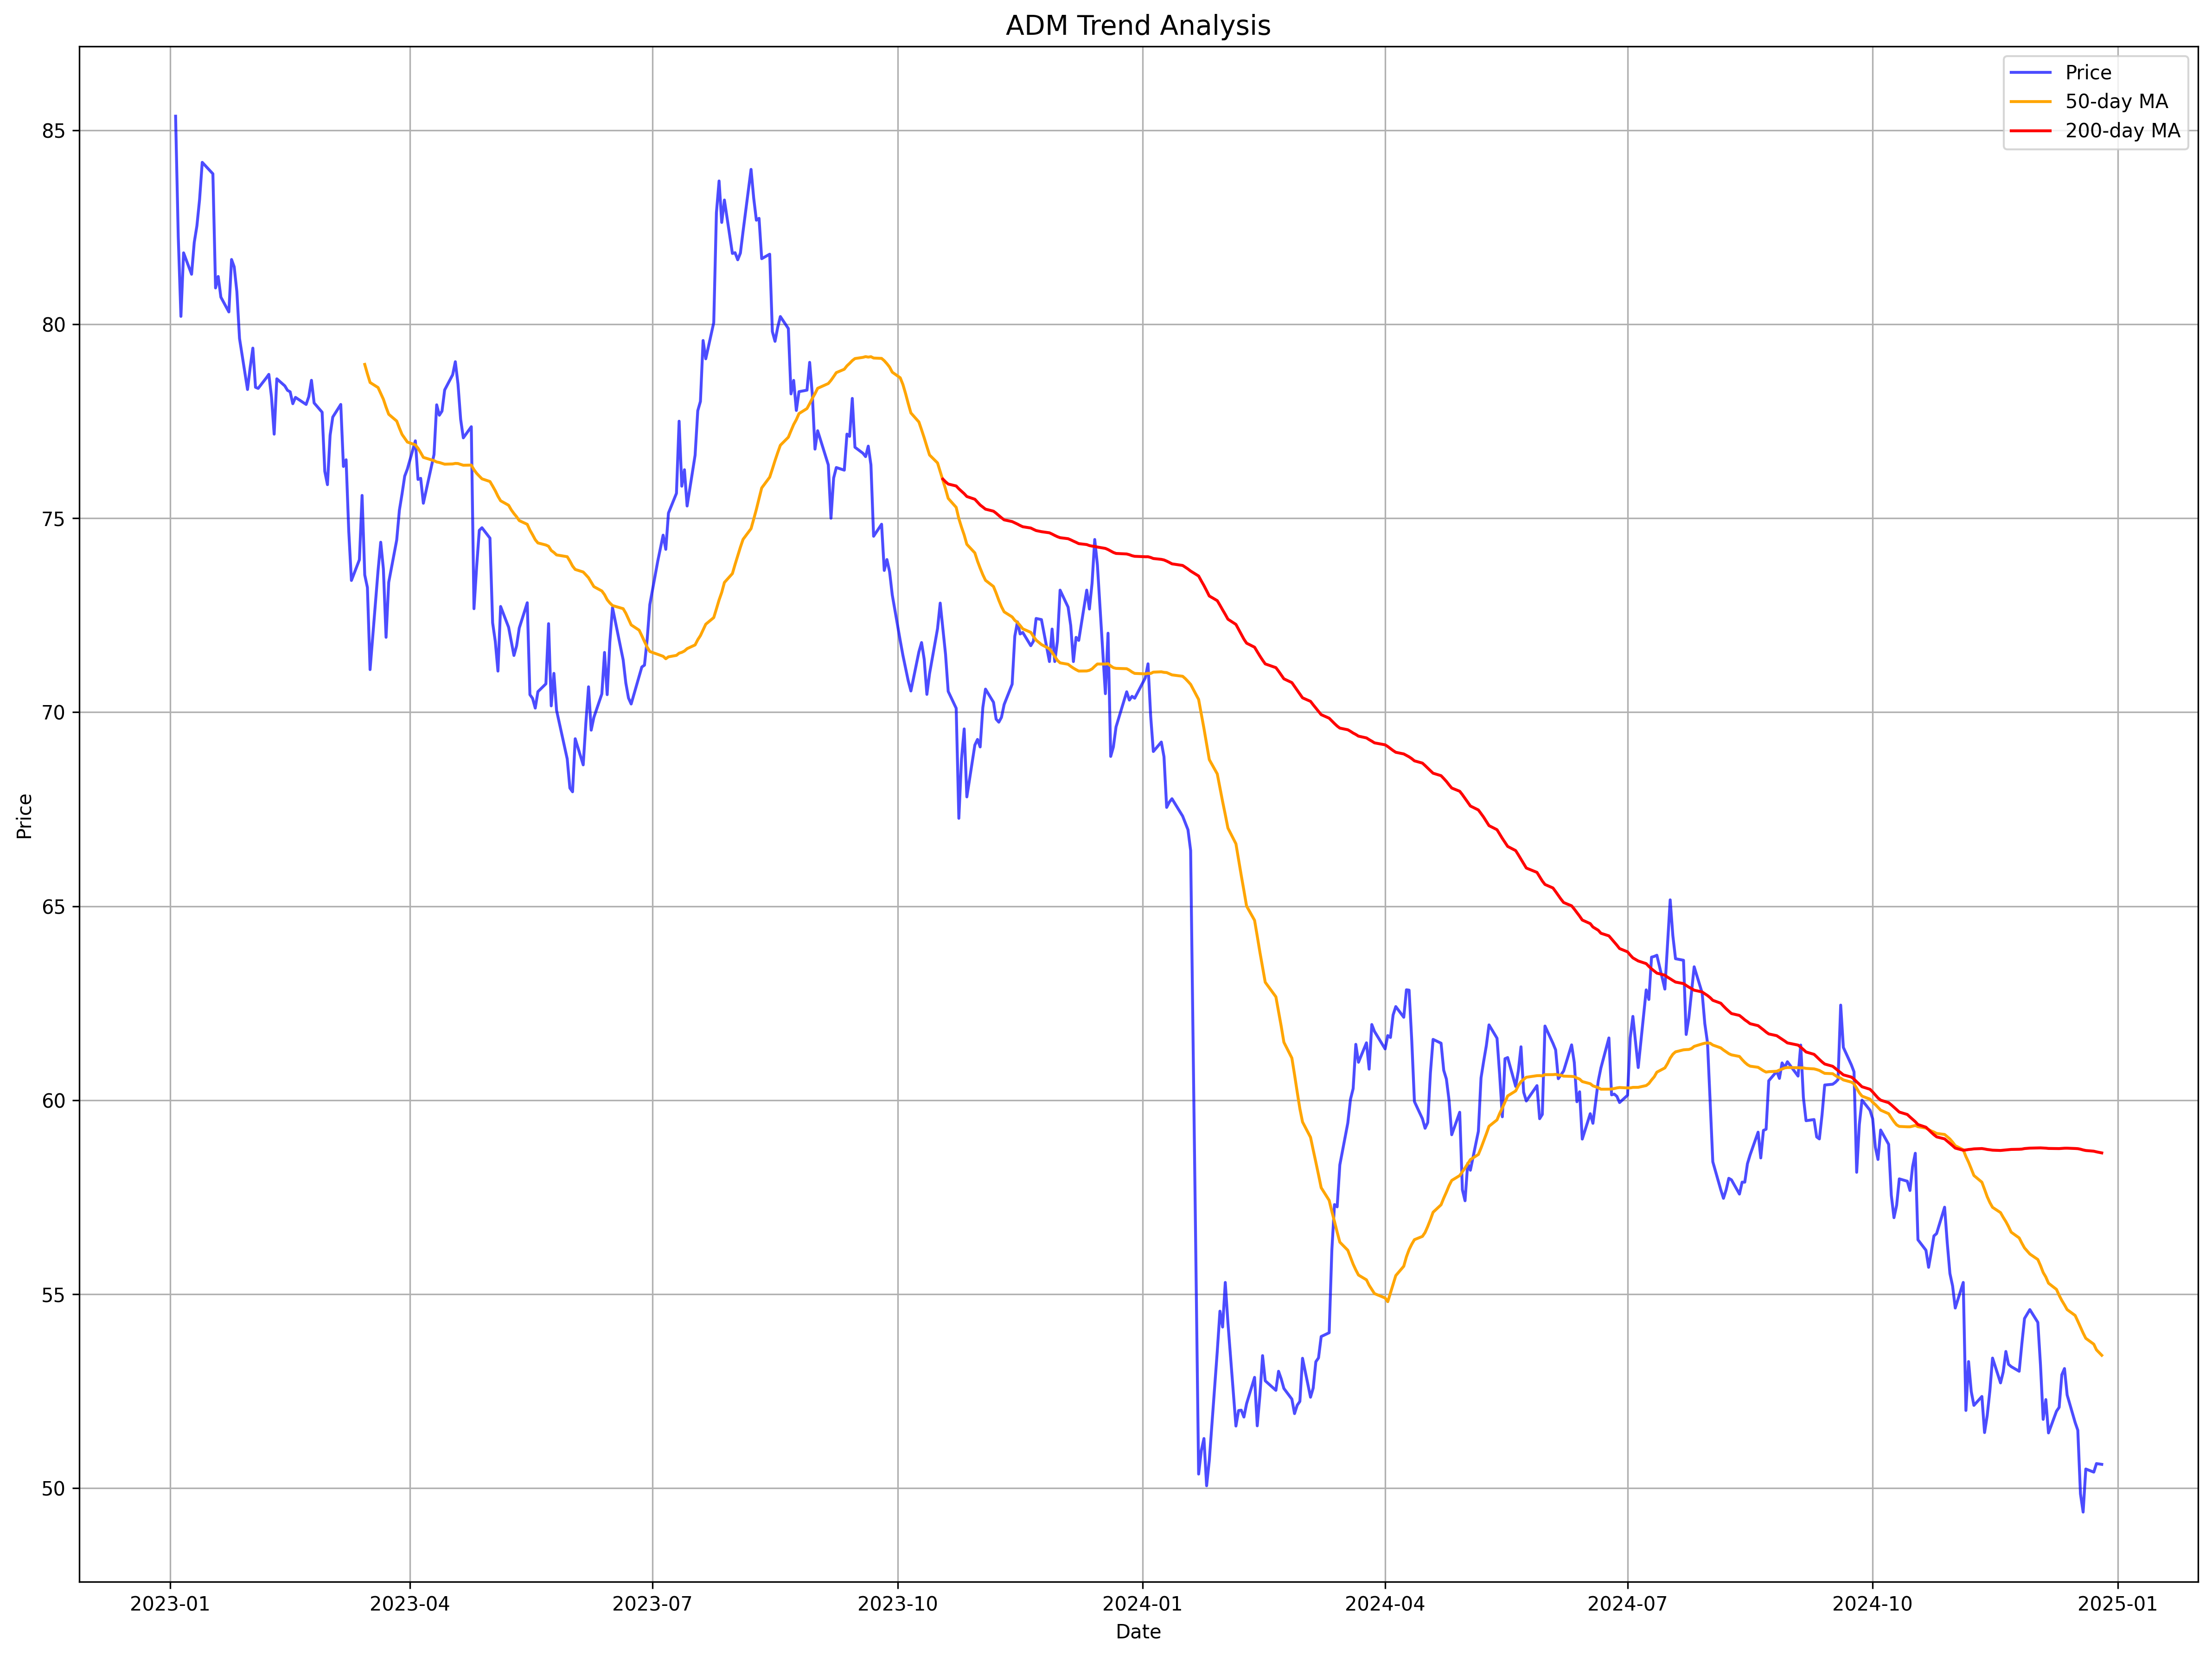 ADM Trend Analysis
Price
50-day MA
200-day MA
85
80
75
70
65
60
55
50
Price
2023-01
2023-04
2023-07
2023-10
2024-01
2024-04
2024-07
2024-10
2025-01
Date